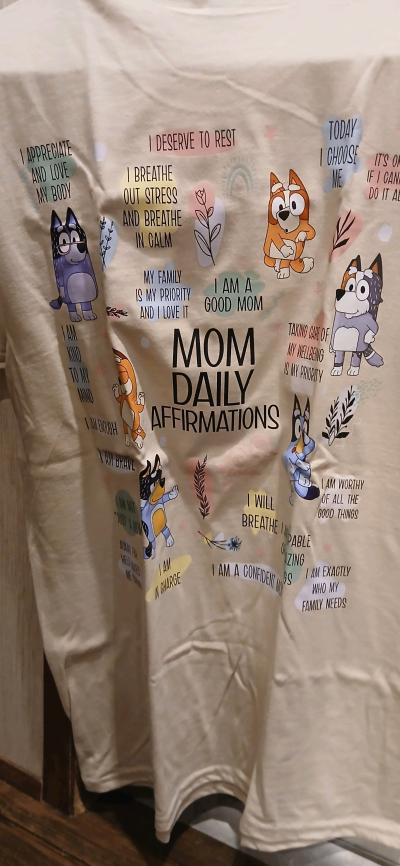 I APPRECIATE
AND LOVE
MY BODY
I DESERVE TO REST
TODAY
I CHOOSE
ME
I BREATHE
OUT STRESS
AND BREATHE
IN CALM
IT'S
IF I
DO IT
MY FAMILY
IS MY PRIORITY
AND I LOVE IT
I AM A
GOOD MOM
I AM
KIND
TO MY
MIND
MOM
DAILY
AFFIRMATIONS
TAKING CARE OF
MY WELLBEING
IS MY PRIORITY
I AM ENOUGH
I AM BRAVE
I AM WORTHY
OF ALL THE
GOOD THINGS
I WILL
BREATHE
I AM
IN CHARGE
I AM A CONFIDENT
I AM EXACTLY
WHO MY
FAMILY NEEDS